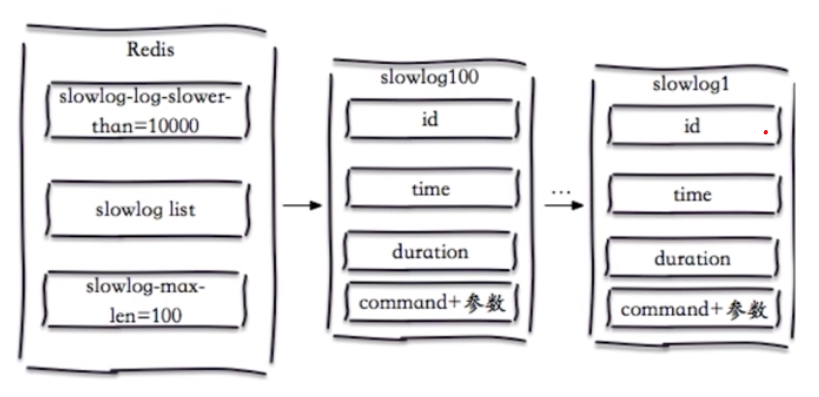 Redis
slowlog-log-slower-
than=10000
slowlog list
slowlog-max-
len=100
slowlog100
id
time
duration
command+参数
...
slowlog1
id
time
duration
command+参数